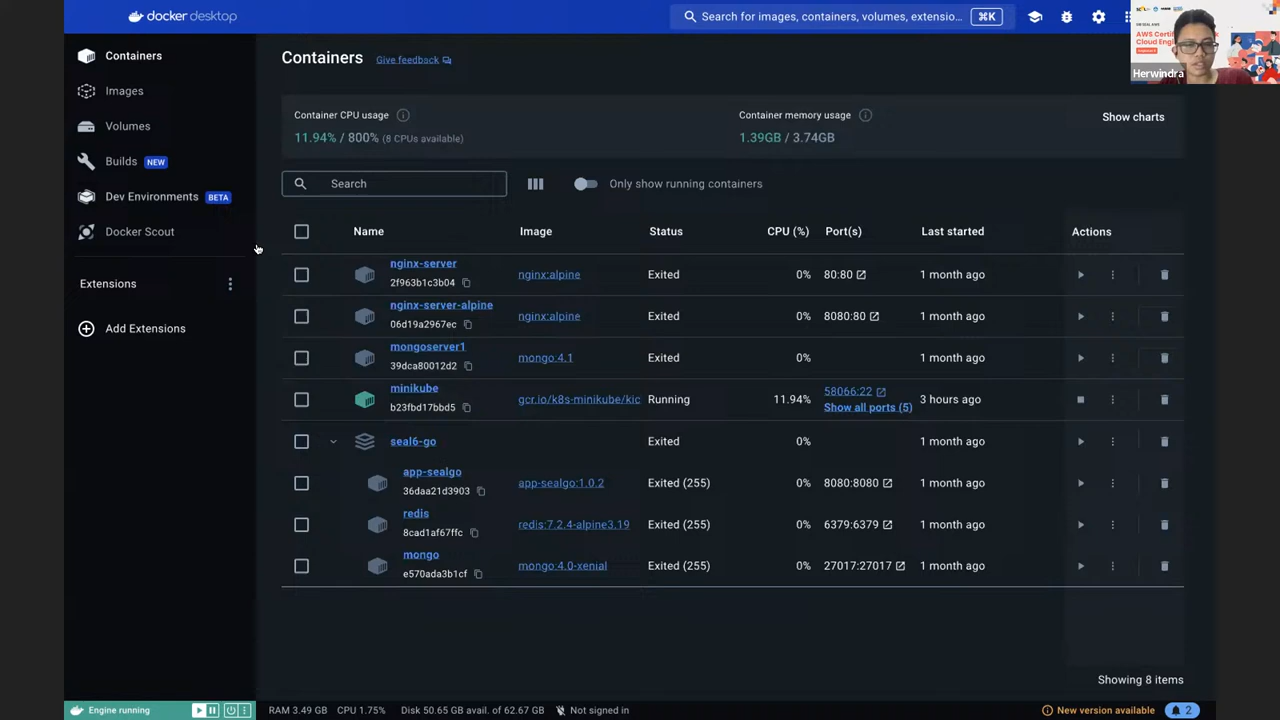 docker desktop
Search for images, containers, volumes, extensio... ⌘K
Herwindra
Containers
Images
Volumes
Builds NEW
Dev Environments BETA
Docker Scout
Extensions
Add Extensions
Containers Give feedback
Container CPU usage
11.94% / 800% (8 CPUs available)
Container memory usage
1.39GB / 3.74GB
Show charts
Search
Only show running containers
Name Image Status CPU (%) Port(s) Last started Actions
nginx-server
2f963b1c3b04
nginx:alpine Exited 0% 80:80 1 month ago
nginx-server-alpine
06d19a2967ec
nginx:alpine Exited 0% 8080:80 1 month ago
mongoserver1
39dca80012d2
mongo:4.1 Exited 0% 1 month ago
minikube
b23fbd17bbd5
gcr.io/k8s-minikube/kic Running 11.94% 58066:22 3 hours ago
Show all ports (5)
seal6-go Exited 0% 1 month ago
app-sealgo
36daa21d3903
app-sealgo:1.0.2 Exited (255) 0% 8080:8080 1 month ago
redis
8cad1af67ffc
redis:7.2.4-alpine3.19 Exited (255) 0% 6379:6379 1 month ago
mongo
e570ada3b1cf
mongo:4.0-xenial Exited (255) 0% 27017:27017 1 month ago
Showing 8 items
Engine running
RAM 3.49 GB CPU 1.75% Disk 50.65 GB avail. of 62.67 GB Not signed in
New version available 2